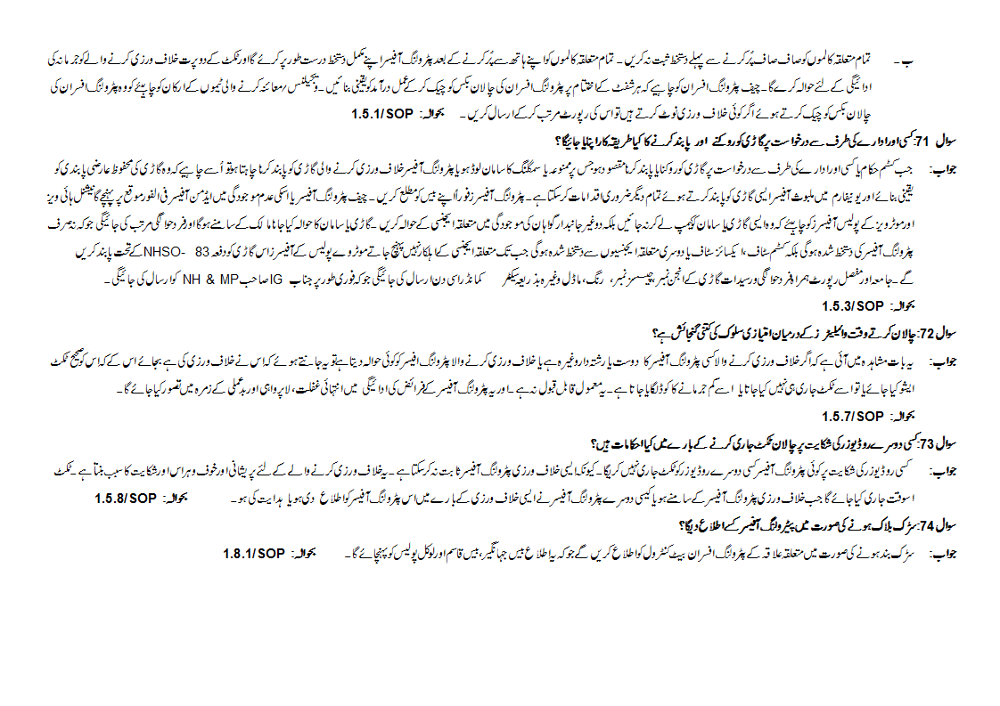 ب ۔ تمام متعلقہ کالموں کو صاف صاف پُر کرنے سے پہلے دستخط ثبت نہ کریں ۔ تمام متعلقہ کالموں کو اپنے ہاتھ سے پُر کرنے کے بعد پٹرولنگ آفیسر اپنے مکمل دستخط درست طور پر کرے گا اور ٹکٹ کے دو پرت خلاف ورزی کرنے والے کو جرمانہ کی
ادائیگی کے لئے حوالہ کرے گا۔ چیف پٹرولنگ افسران کو چاہیے کہ ہر شفٹ کے اختتام پر پٹرولنگ افسران کی چالان بکس کو چیک کر کے عمل درآمد کو یقینی بنائیں ۔ ویجیلنس/معائینہ کرنے والی ٹیموں کے ارکان کو چاہیئے کو وہ پٹرولنگ افسران کی
چالان بکس کو چیک کرتے ہوئے اگر کوئی خلاف ورزی نوٹ کرتے ہیں تو اس کی رپورٹ مرتب کر کے ارسال کریں ۔ بحوالہ: 1.5.1/SOP
سوال 71: کسی اور ادارے کی طرف سے درخواست پر گاڑی کو روکنے اور پابند کرنے کا کیا طریقہ کار اپنایا جائیگا؟
جواب: جب کسٹم حکام یا کسی اور ادارے کی طرف سے درخواست پر گاڑی کو روکنا یا پابند کرنا مقصود ہو جس پر ممنوعہ یا سمگلنگ کا سامان لوڈ ہو یا پٹرولنگ آفیسر خلاف ورزی کرنے والی گاڑی کو پابند کرنا چاہتا ہو تو اُسے چاہیے کہ وہ گاڑی کی محفوظ عارضی پابندی کو
یقینی بنائے اور یونیفارم میں ملبوث آفیسر ایسی گاڑی کو پابند کرتے ہوئے تمام دیگر ضروری اقدامات کر سکتا ہے ۔ پٹرولنگ آفیسرز فوراً اپنے بیس کو مطلع کریں ۔ چیف پٹرولنگ آفیسر یا اسکی عدم موجودگی میں ایڈمن آفیسر فی الفور موقع پر پہنچے گا نیشنل ہائی ویز
اور موٹرویز کے پولیس آفیسرز کو چاہیئے کہ وہ ایسی گاڑی یا سامان کو کیمپ لے کر نہ جائیں بلکہ دو غیر جانبدار گواہان کی موجودگی میں متعلقہ ایجنسی کے حوالہ کریں ۔ گاڑی یا سامان کا حوالہ کیا جانا مالک کے سامنے ہو گا اور فرد حوالگی مرتب کی جائیگی جو کہ نہ صرف
پٹرولنگ آفیسر کی دستخط شدہ ہو گی بلکہ کسٹم سٹاف ، ایکسائز سٹاف یا دوسری متعلقہ ایجنسیوں سے دستخط شدہ ہو گی جب تک متعلقہ ایجنسی کے اہلکار نہیں پہنچ جاتے موٹر وے پولیس کے آفیسرز اس گاڑی کو دفعہ 83 -NHSO کے تحت پابند کریں
گے ۔ جامعہ اور مفصل رپورٹ ہمراہ فرد حوالگی و رسیدات گاڑی کے انجن نمبر، چیسسز نمبر، رنگ، ماڈل وغیرہ بذریعہ سیکٹر کمانڈر اسی دن ارسال کی جائیگی جو کہ فوری طور پر جناب IG صاحب NH & MP کو ارسال کی جائیگی ۔
بحوالہ: 1.5.3/SOP
سوال 72: چالان کرتے وقت وائیلیٹرز کے درمیان امتیازی سلوک کی کتنی گنجائش ہے؟
جواب: یہ بات مشاہدہ میں آئی ہے کہ اگر خلاف ورزی کرنے والا کسی پٹرولنگ آفیسر کا دوست یا رشتہ دار وغیرہ ہے یا خلاف ورزی کرنے والا پٹرولنگ افیسر کو کوئی حوالہ دیتا ہے تو یہ جانتے ہوئے کہ اس نے خلاف ورزی کی ہے بجائے اس کے کہ اس کو صحیح ٹکٹ
ایشو کیا جائے یا تو اسے ٹکٹ جاری ہی نہیں کیا جاتا یا اسے کم جرمانے کا کوڈ لگایا جاتا ہے ۔ یہ معمول قابل قبول نہ ہے ۔ اور یہ پٹرولنگ آفیسر کے فرائض کی ادائیگی میں انتہائی غفلت، لاپرواہی اور بدعملی کے زمرہ میں تصور کیا جائے گا ۔
بحوالہ: 1.5.7/SOP
سوال 73: کسی دوسرے روڈ یوزر کی شکایت پر چالان ٹکٹ جاری کرنے کے بارے میں کیا احکامات ہیں؟
جواب: کسی روڈ یوزر کی شکایت پر کوئی پٹرولنگ آفیسر کسی دوسرے روڈ یوزر کو ٹکٹ جاری نہیں کریگا ۔ کیونکہ ایسی خلاف ورزی پٹرولنگ آفیسر ثابت نہ کر سکتا ہے ۔ یہ خلاف ورزی کرنے والے کے لئے پریشانی اور خوف و ہراس اور شکایت کا سبب بنتا ہے ۔ ٹکٹ
اسوقت جاری کیا جائے گا جب خلاف ورزی پٹرولنگ آفیسر کے سامنے ہو یا کیسی دوسرے پٹرولنگ آفیسر نے ایسی خلاف ورزی کے بارے میں اس پٹرولنگ آفیسر کو اطلاع دی ہو یا ہدایت کی ہو ۔ بحوالہ: 1.5.8/SOP
سوال 74: سڑک بلاک ہونے کی صورت میں پیٹرولنگ آفیسر کسے اطلاع دیگا؟
جواب: سڑک بند ہونے کی صورت میں متعلقہ علاقہ کے پٹرولنگ افسران بیٹ کنٹرول کو اطلاع کریں گے جو کہ یہ اطلاع بیس جہانگیر، بیس قاسم اور لوکل پولیس کو پہنچائے گا ۔ بحوالہ: 1.8.1/SOP